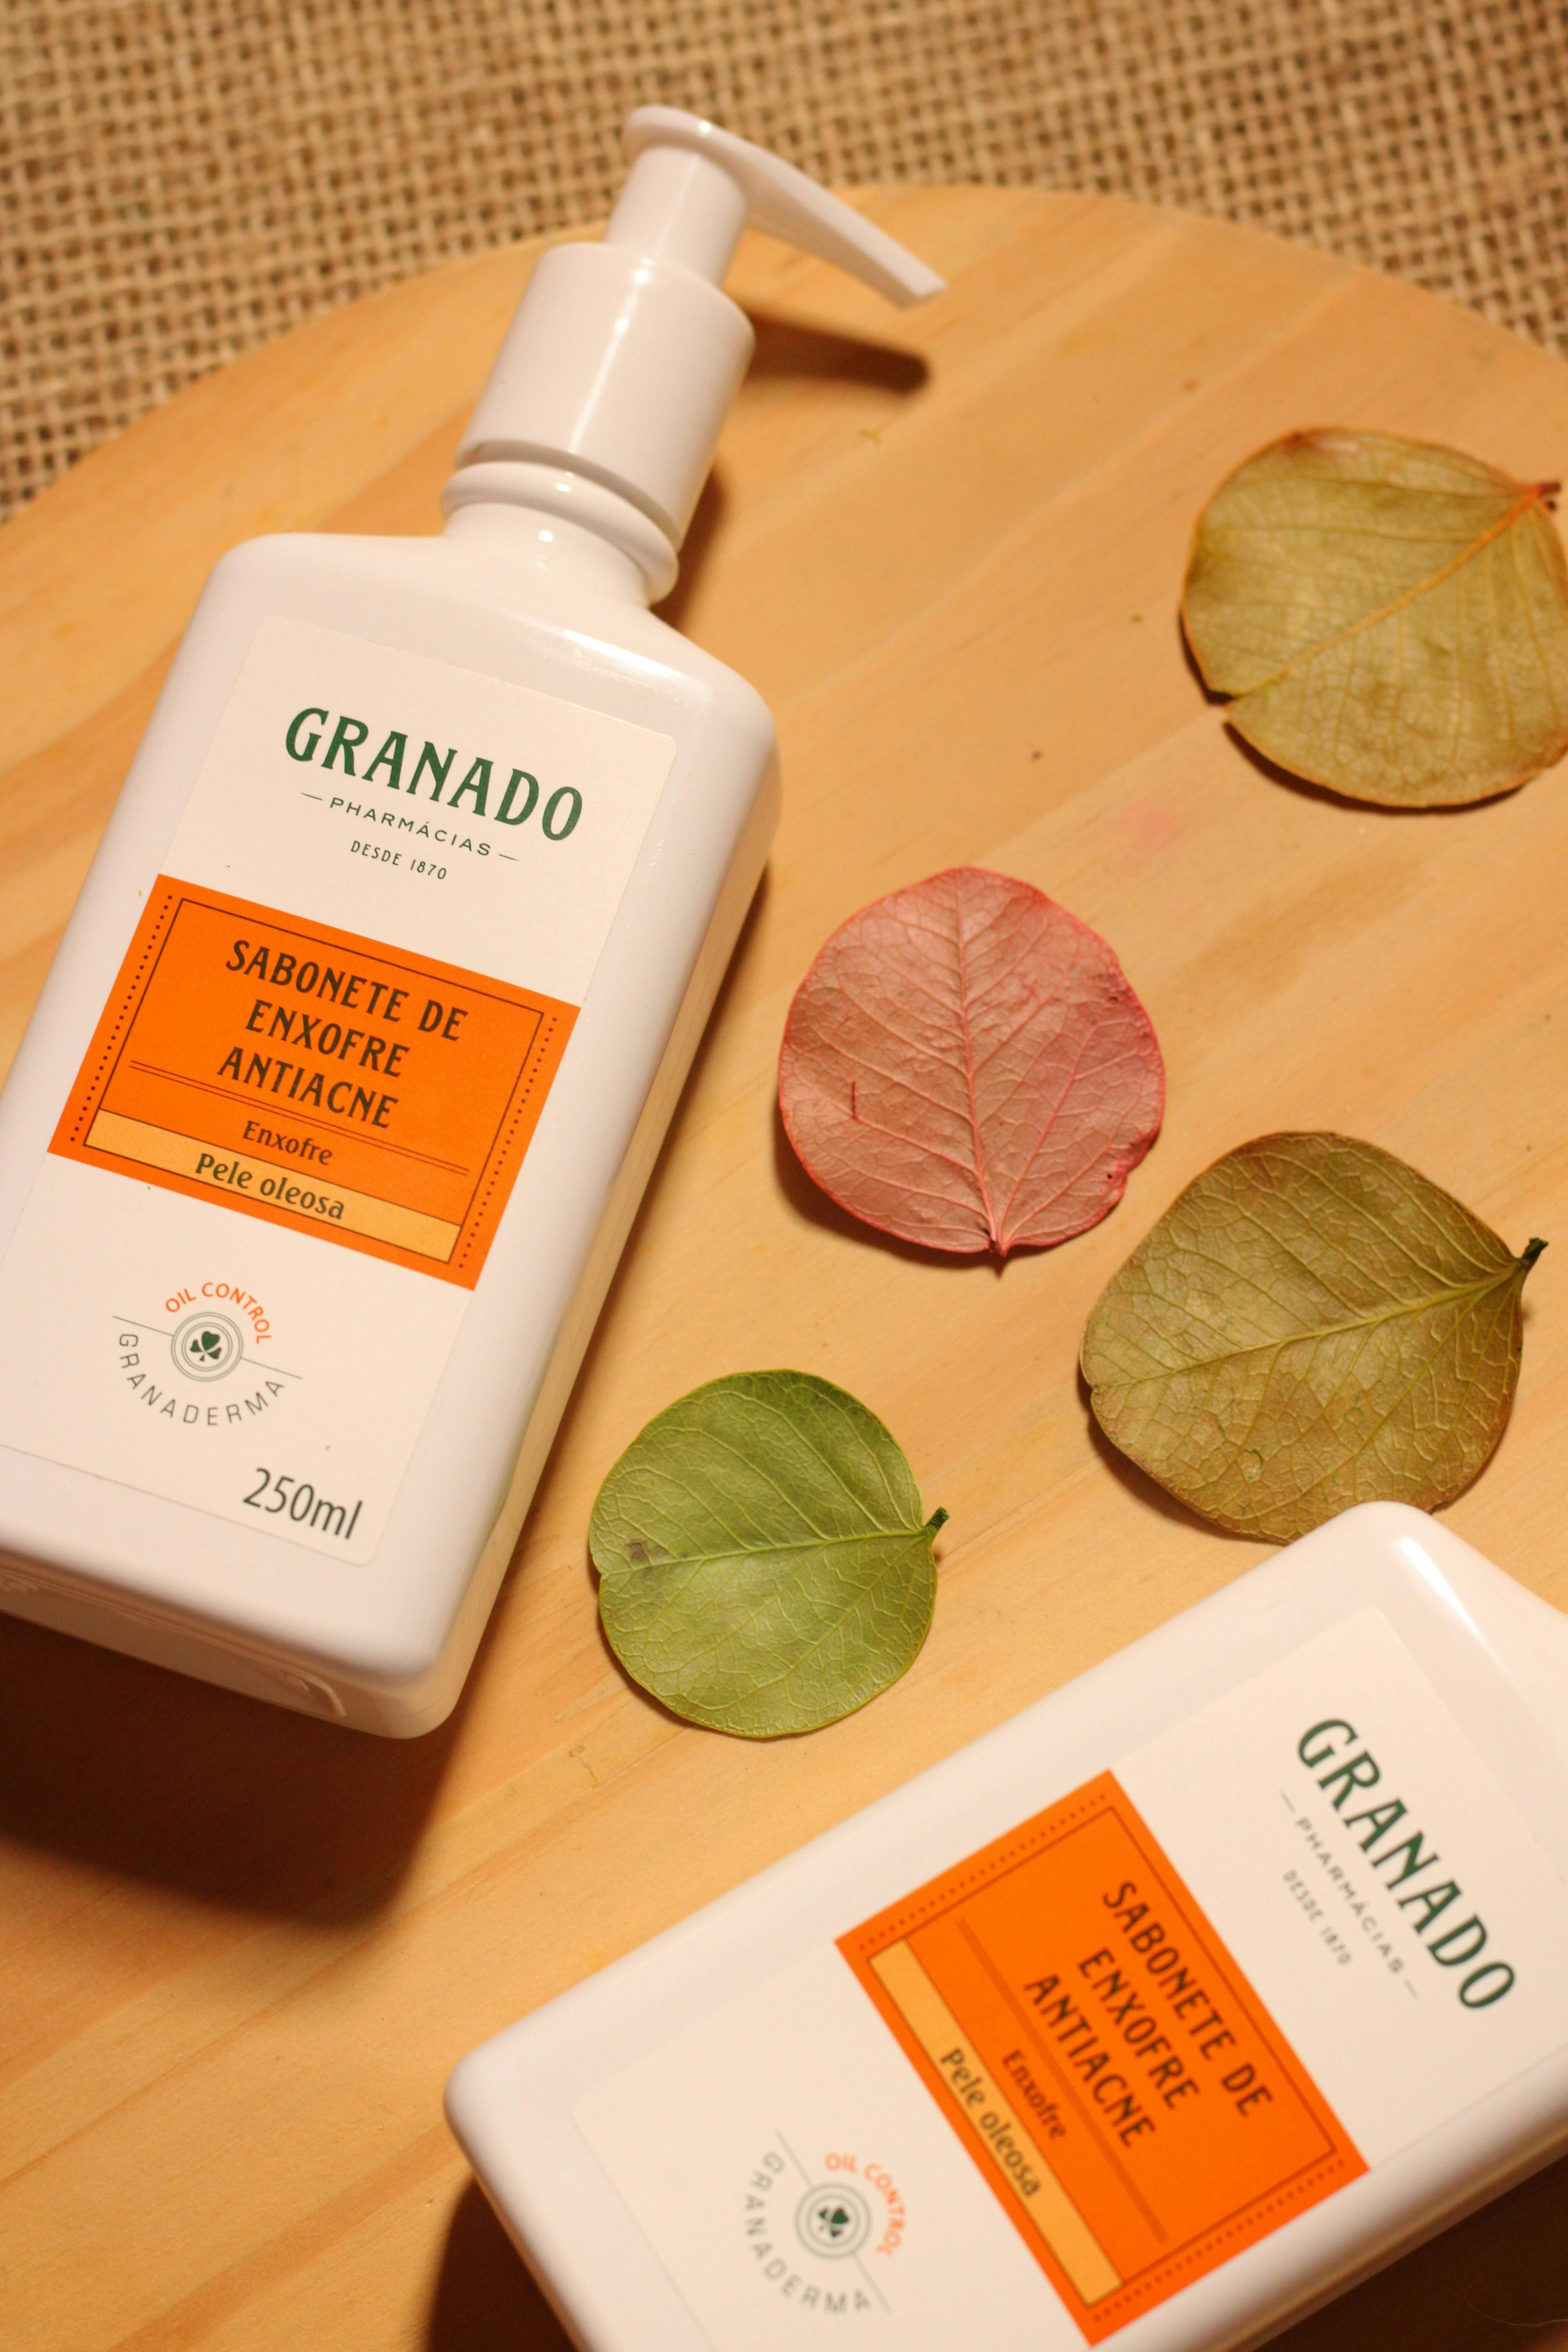 GRANADO
PHARMÁCIAS
DESDE 1870
SABONETE DE
ENXOFRE
ANTIACNE
Enxofre
Pele oleosa
OIL CONTROL
GRANADERMA
250ml
GRANADO
PHARMÁCIAS
DESDE 1870
SABONETE DE
ENXOFRE
ANTIACNE
Enxofre
Pele oleosa
OIL CONTROL
GRANADERMA